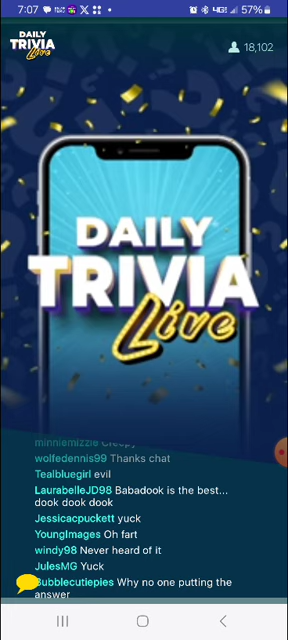 7:07
57%
DAILY
TRIVIA
Live
18,102
DAILY
TRIVIA
Live
minniemizzie Creepy
wolfedennis99 Thanks chat
Tealbluegirl evil
LaurabelleJD98 Babadook is the best...
dook dook dook
Jessicacpuckett yuck
YoungImages Oh fart
windy98 Never heard of it
JulesMG Yuck
Bubblecutiepies Why no one putting the
answer